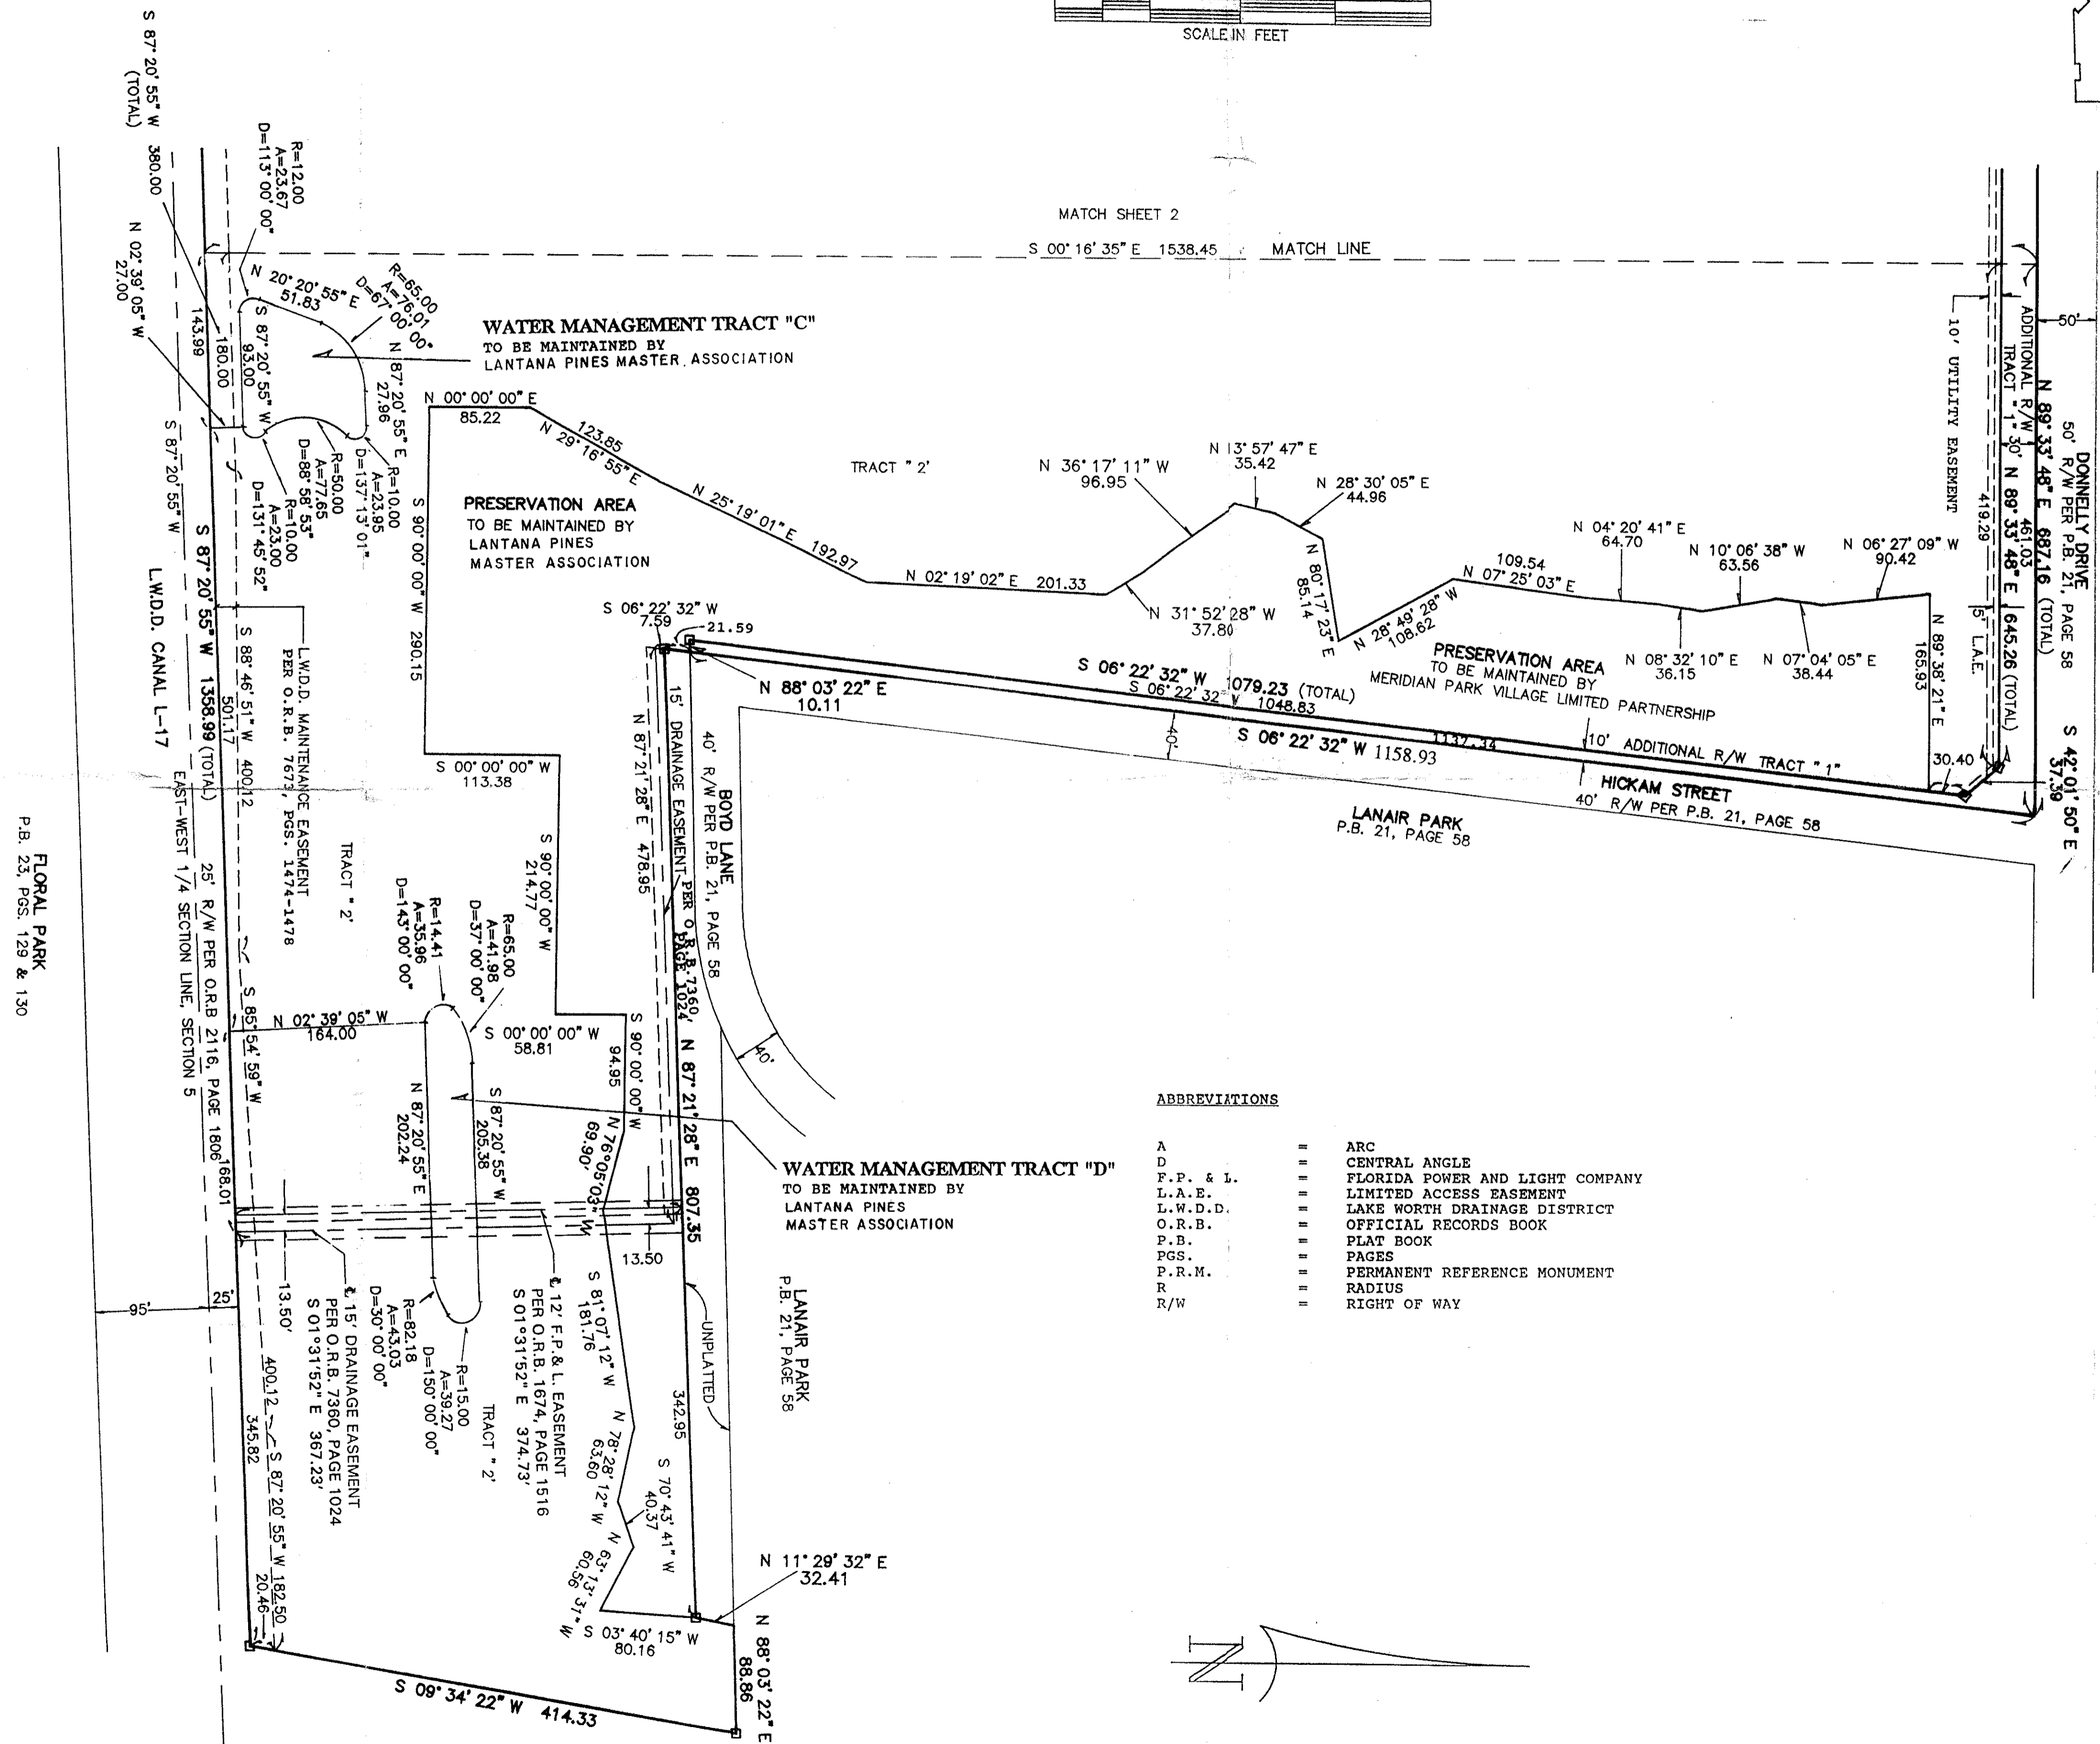 SCALE IN FEET
MATCH SHEET 2
S 00° 16' 35" E 1538.45
MATCH LINE
S 87° 20' 55" W 380.00
(TOTAL)
R=12.00
A=23.67
D=113° 00' 00"
N 02° 39' 05" W
27.00
N 20° 20' 55" E
51.83
R=65.00
A=76.01
D=67° 00' 00"
N 87° 20' 55" E
27.96
S 87° 20' 55" W
93.00
180.00
143.99
R=10.00
A=23.95
D=137° 13' 01"
R=50.00
A=77.65
D=88° 58' 53"
R=10.00
A=23.00
D=131° 45' 52"
WATER MANAGEMENT TRACT "C"
TO BE MAINTAINED BY
LANTANA PINES MASTER ASSOCIATION
N 00° 00' 00" E
85.22
123.85
N 29° 16' 55" E
N 25° 19' 01" E 192.97
N 02° 19' 02" E 201.33
TRACT " 2'
PRESERVATION AREA
TO BE MAINTAINED BY
LANTANA PINES
MASTER ASSOCIATION
N 36° 17' 11" W
96.95
N 13° 57' 47" E
35.42
N 28° 30' 05" E
44.96
N 31° 52' 28" W
37.80
N 80° 17' 23" E
85.14
N 28° 49' 28" W
108.62
109.54
N 07° 25' 03" E
N 04° 20' 41" E
64.70
N 10° 06' 38" W
63.56
N 06° 27' 09" W
90.42
N 08° 32' 10" E
36.15
N 07° 04' 05" E
38.44
N 89° 38' 21" E
165.93
PRESERVATION AREA
TO BE MAINTAINED BY
MERIDIAN PARK VILLAGE LIMITED PARTNERSHIP
DONNELLY DRIVE
50' R/W PER P.B. 21, PAGE 58
50'
N 89° 33' 48" E 687.16 (TOTAL)
461.03
N 89° 33' 48" E 645.26 (TOTAL)
ADDITIONAL R/W
TRACT " 1" 30'
10' UTILITY EASEMENT
419.29
5' L.A.E.
S 42° 01' 50" E
37.39
30.40
S 06° 22' 32" W
7.59
21.59
N 88° 03' 22" E
10.11
S 06° 22' 32" W 1079.23 (TOTAL)
S 06° 22' 32" W 1048.83
S 06° 22' 32" W 1158.93
1137.34
10' ADDITIONAL R/W TRACT " 1"
HICKAM STREET
40' R/W PER P.B. 21, PAGE 58
40'
LANAIR PARK
P.B. 21, PAGE 58
S 90° 00' 00" W 290.15
S 00° 00' 00" W
113.38
S 90° 00' 00" W
214.77
S 00° 00' 00" W
58.81
S 90° 00' 00" W
94.95
15' DRAINAGE EASEMENT PER O.R.B. 7360,
PAGE 1024
N 87° 21' 28" E 478.95
BOYD LANE
40' R/W PER P.B. 21, PAGE 58
40'
N 87° 21' 28" E 807.35
S 87° 20' 55" W
S 87° 20' 55" W 1358.99 (TOTAL)
501.17
S 88° 46' 51" W 400.12
L.W.D.D. MAINTENANCE EASEMENT
PER O.R.B. 7673, PGS. 1474-1478
L.W.D.D. CANAL L-17
EAST-WEST 1/4 SECTION LINE, SECTION 5
25' R/W PER O.R.B 2116, PAGE 1806
FLORAL PARK
P.B. 23, PGS. 129 & 130
TRACT " 2'
R=14.41
A=35.96
D=143° 00' 00"
R=65.00
A=41.98
D=37° 00' 00"
N 02° 39' 05" W
164.00
S 85° 54' 59" W
N 87° 20' 55" E
202.24
S 87° 20' 55" W
205.38
N 76°05'03" W
69.90'
WATER MANAGEMENT TRACT "D"
TO BE MAINTAINED BY
LANTANA PINES
MASTER ASSOCIATION
168.01
13.50
13.50'
25'
95'
℄ 15' DRAINAGE EASEMENT
PER O.R.B. 7360, PAGE 1024
S 01°31'52" E 367.23'
R=82.18
A=43.03
D=30° 00' 00"
R=15.00
A=39.27
D=150° 00' 00"
TRACT " 2'
℄ 12' F.P.& L. EASEMENT
PER O.R.B. 1674, PAGE 1516
S 01°31'52" E 374.73'
S 81° 07' 12" W
181.76
N 78° 28' 12" W
63.60
S 70° 43' 41" W
40.37
N 63° 13' 31" W
60.56
342.95
UNPLATTED
LANAIR PARK
P.B. 21, PAGE 58
N 11° 29' 32" E
32.41
S 03° 40' 15" W
80.16
N 88° 03' 22" E
88.86
400.12
345.82
S 87° 20' 55" W 182.50
20.46
S 09° 34' 22" W 414.33
ABBREVIATIONS
A = ARC
D = CENTRAL ANGLE
F.P. & L. = FLORIDA POWER AND LIGHT COMPANY
L.A.E. = LIMITED ACCESS EASEMENT
L.W.D.D. = LAKE WORTH DRAINAGE DISTRICT
O.R.B. = OFFICIAL RECORDS BOOK
P.B. = PLAT BOOK
PGS. = PAGES
P.R.M. = PERMANENT REFERENCE MONUMENT
R = RADIUS
R/W = RIGHT OF WAY
N